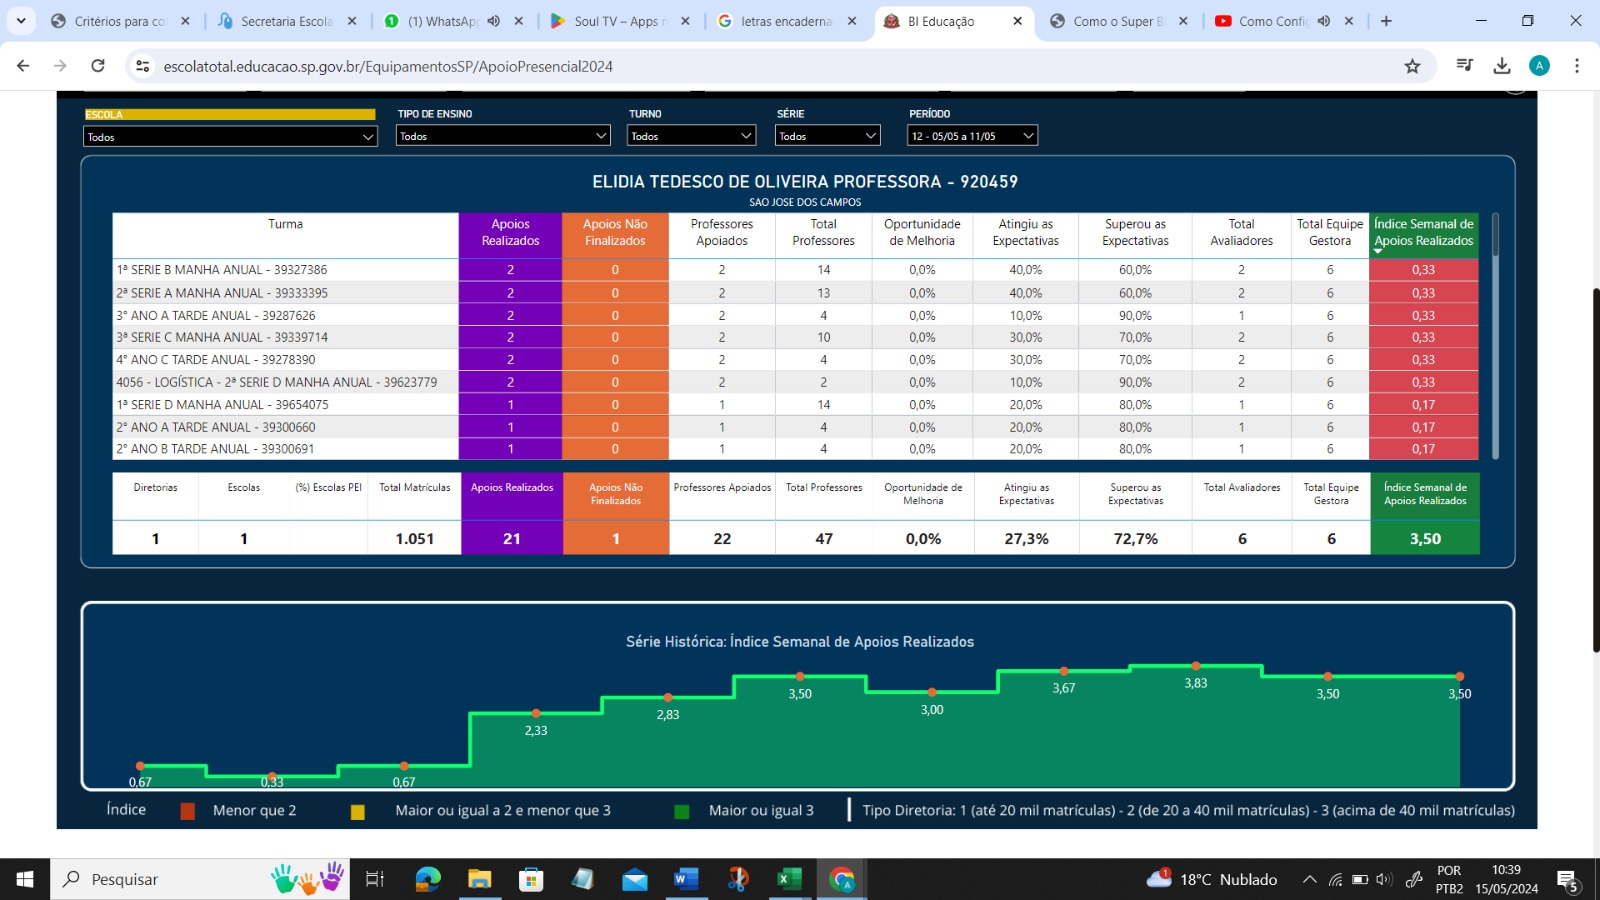 Critérios para co
Secretaria Escola
(1) WhatsApp
Soul TV – Apps n
letras encaderna
BI Educação
Como o Super B
Como Config
escolatotal.educacao.sp.gov.br/EquipamentosSP/ApoioPresencial2024
A
ESCOLA
TIPO DE ENSINO
TURNO
SÉRIE
PERÍODO
Todos
Todos
Todos
Todos
12 - 05/05 a 11/05
ELIDIA TEDESCO DE OLIVEIRA PROFESSORA - 920459
SAO JOSE DOS CAMPOS
Turma Apoios Realizados Apoios Não Finalizados Professores Apoiados Total Professores Oportunidade de Melhoria Atingiu as Expectativas Superou as Expectativas Total Avaliadores Total Equipe Gestora Índice Semanal de Apoios Realizados
1ª SERIE B MANHA ANUAL - 39327386 2 0 2 14 0,0% 40,0% 60,0% 2 6 0,33
2ª SERIE A MANHA ANUAL - 39333395 2 0 2 13 0,0% 40,0% 60,0% 2 6 0,33
3° ANO A TARDE ANUAL - 39287626 2 0 2 4 0,0% 10,0% 90,0% 1 6 0,33
3ª SERIE C MANHA ANUAL - 39339714 2 0 2 10 0,0% 30,0% 70,0% 2 6 0,33
4° ANO C TARDE ANUAL - 39278390 2 0 2 4 0,0% 30,0% 70,0% 2 6 0,33
4056 - LOGÍSTICA - 2ª SERIE D MANHA ANUAL - 39623779 2 0 2 2 0,0% 10,0% 90,0% 2 6 0,33
1ª SERIE D MANHA ANUAL - 39654075 1 0 1 14 0,0% 20,0% 80,0% 1 6 0,17
2° ANO A TARDE ANUAL - 39300660 1 0 1 4 0,0% 20,0% 80,0% 1 6 0,17
2° ANO B TARDE ANUAL - 39300691 1 0 1 4 0,0% 20,0% 80,0% 1 6 0,17
Diretorias Escolas (%) Escolas PEI Total Matrículas Apoios Realizados Apoios Não Finalizados Professores Apoiados Total Professores Oportunidade de Melhoria Atingiu as Expectativas Superou as Expectativas Total Avaliadores Total Equipe Gestora Índice Semanal de Apoios Realizados
1 1 1.051 21 1 22 47 0,0% 27,3% 72,7% 6 6 3,50
Série Histórica: Índice Semanal de Apoios Realizados
0,67 0,33 0,67 2,33 2,83 3,50 3,00 3,67 3,83 3,50 3,50
Índice Menor que 2 Maior ou igual a 2 e menor que 3 Maior ou igual 3 Tipo Diretoria: 1 (até 20 mil matrículas) - 2 (de 20 a 40 mil matrículas) - 3 (acima de 40 mil matrículas)
Pesquisar
1
18°C Nublado
POR
PTB2
10:39
15/05/2024
5